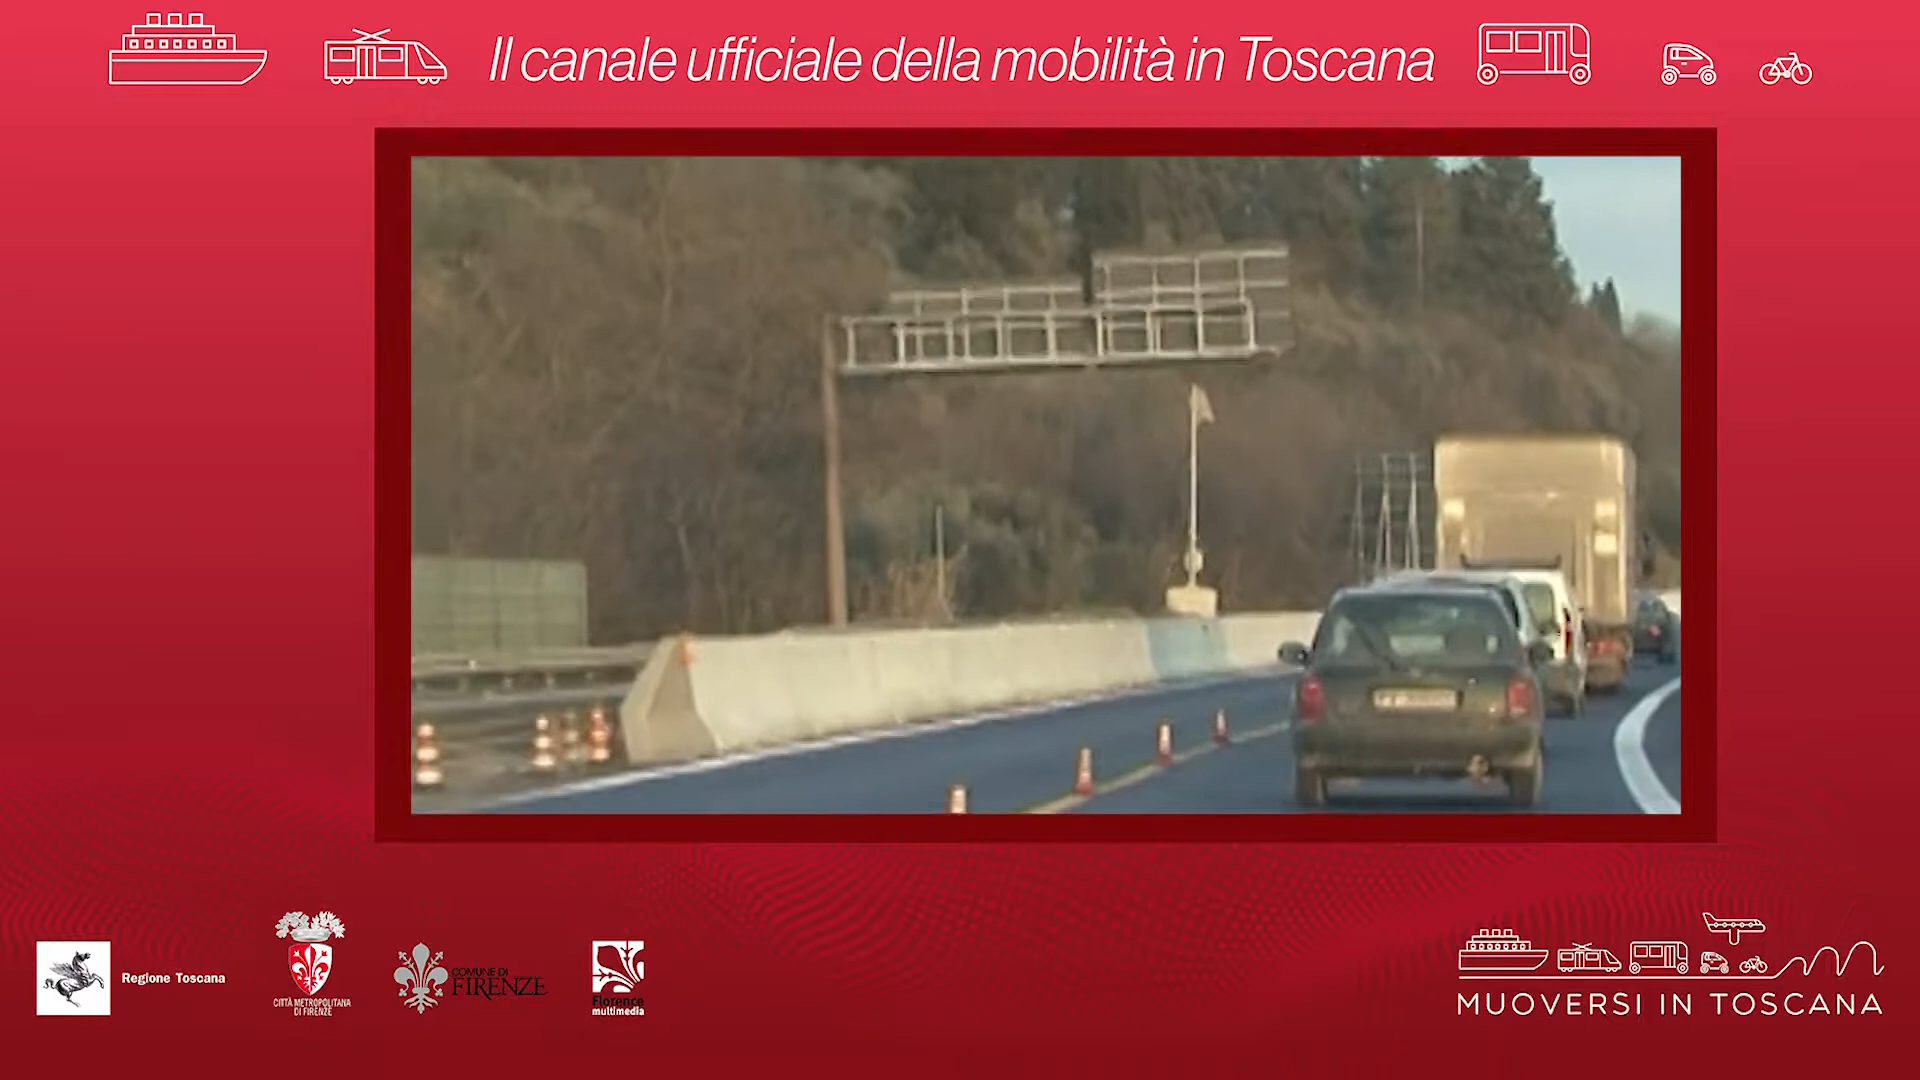 Il canale ufficiale della mobilità in Toscana
Regione Toscana
CITTÀ METROPOLITANA
DI FIRENZE
COMUNE DI
FIRENZE
Florence
multimedia
MUOVERSI IN TOSCANA